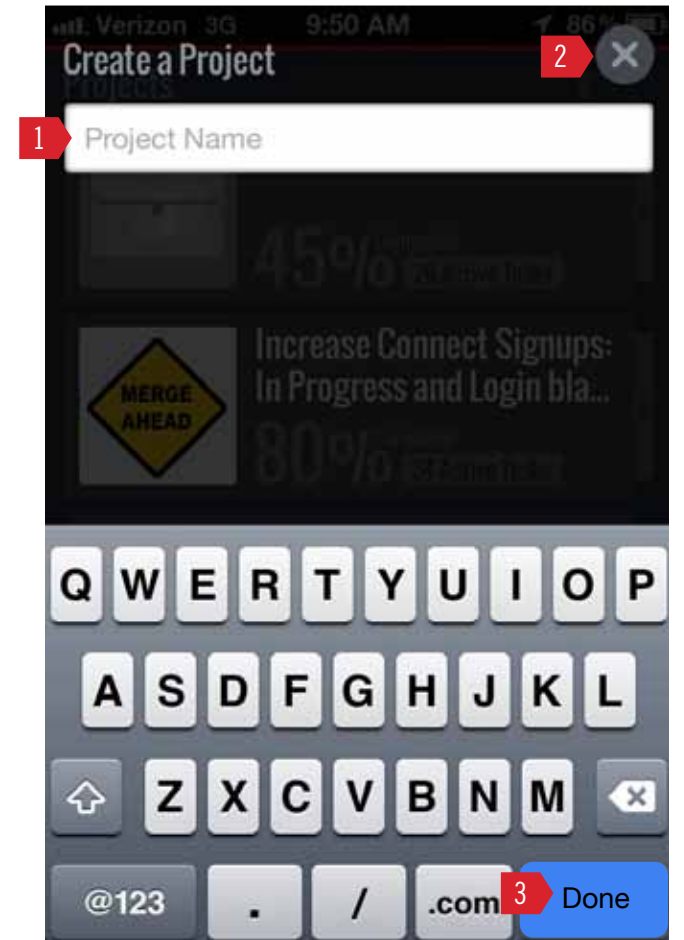 Verizon 3G 9:50 AM 86%
Create a Project
2
Projects
1
Project Name
45%
Increase Connect Signups:
In Progress and Login bla...
MERGE
AHEAD
80%
Q W E R T Y U I O P
A S D F G H J K L
Z X C V B N M
@123 . / .com 3 Done